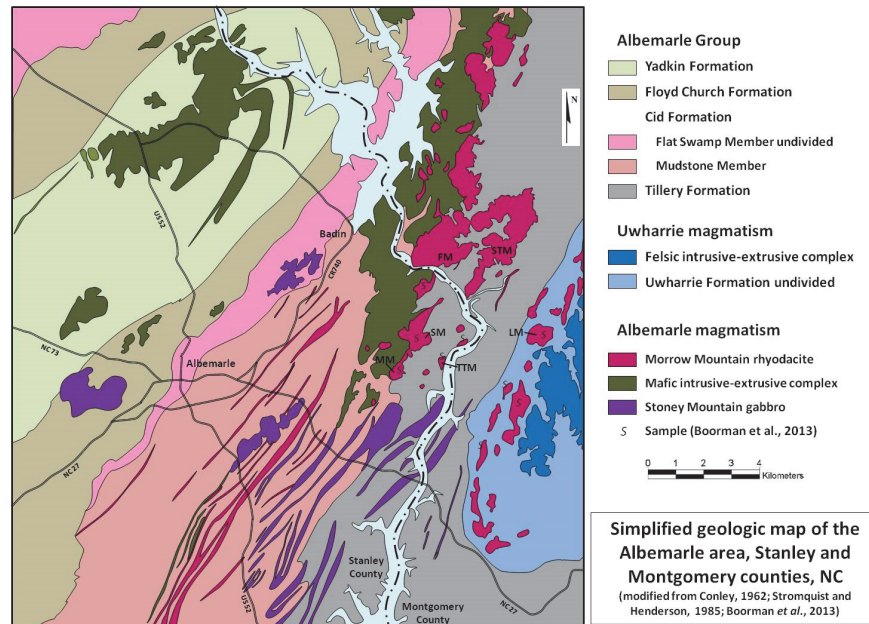 N
US52
Badin
CR740
FM
STM
S
NC73
Albemarle
MM
S
S
SM
S
S
TTM
LM
S
S
S
NC27
US52
Stanley
County
Montgomery
County
NC27
Albemarle Group
Yadkin Formation
Floyd Church Formation
Cid Formation
Flat Swamp Member undivided
Mudstone Member
Tillery Formation
Uwharrie magmatism
Felsic intrusive-extrusive complex
Uwharrie Formation undivided
Albemarle magmatism
Morrow Mountain rhyodacite
Mafic intrusive-extrusive complex
Stoney Mountain gabbro
S Sample (Boorman et al., 2013)
0 1 2 3 4
Kilometers
Simplified geologic map of the
Albemarle area, Stanley and
Montgomery counties, NC
(modified from Conley, 1962; Stromquist and
Henderson, 1985; Boorman et al., 2013)